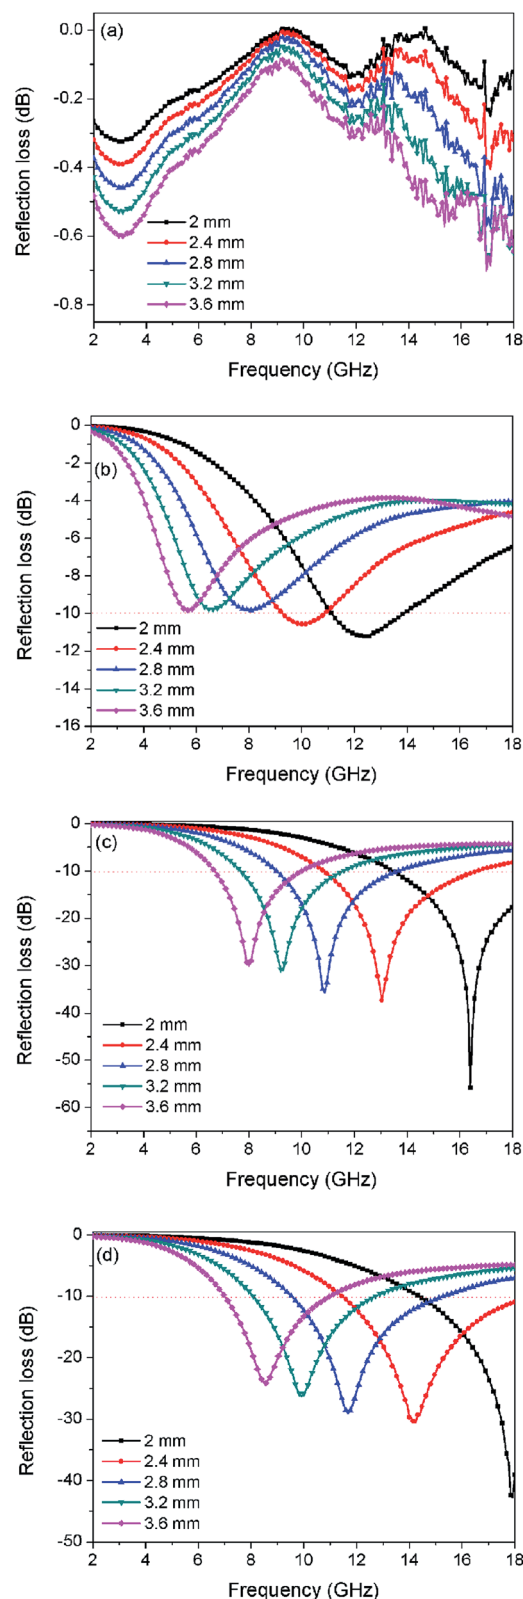 (a)
0.0
-0.2
-0.4
-0.6
-0.8
Reflection loss (dB)
2 mm
2.4 mm
2.8 mm
3.2 mm
3.6 mm
2 4 6 8 10 12 14 16 18
Frequency (GHz)
(b)
0
-2
-4
-6
-8
-10
-12
-14
-16
Reflection loss (dB)
2 mm
2.4 mm
2.8 mm
3.2 mm
3.6 mm
2 4 6 8 10 12 14 16 18
Frequency (GHz)
(c)
0
-10
-20
-30
-40
-50
-60
Reflection loss (dB)
2 mm
2.4 mm
2.8 mm
3.2 mm
3.6 mm
2 4 6 8 10 12 14 16 18
Frequency (GHz)
(d)
0
-10
-20
-30
-40
-50
Reflection loss (dB)
2 mm
2.4 mm
2.8 mm
3.2 mm
3.6 mm
2 4 6 8 10 12 14 16 18
Frequency (GHz)